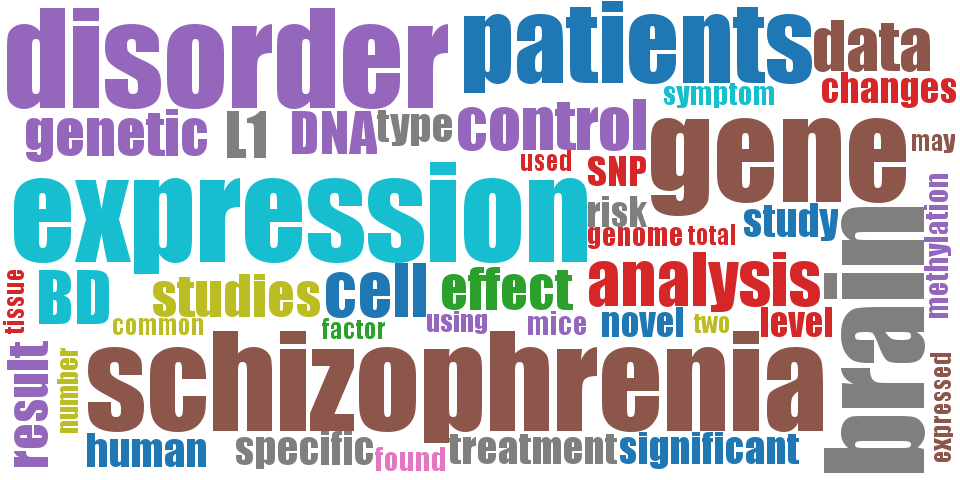 disorder
patients
data
symptom
changes
genetic
L1
DNA
type
control
gene
may
used
SNP
expression
risk
study
genome
total
methylation
brain
tissue
BD
studies
cell
effect
analysis
common
factor
using
mice
novel
two
level
result
number
schizophrenia
expressed
human
specific
found
treatment
significant